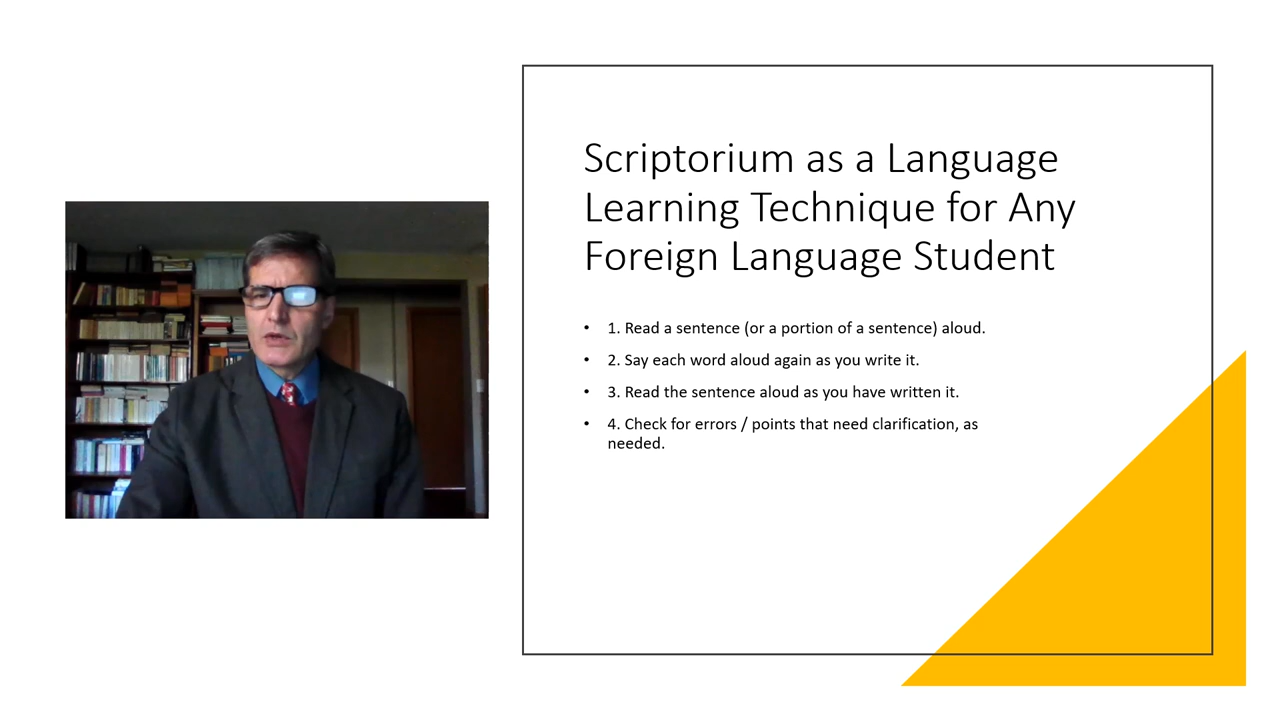 Scriptorium as a Language
Learning Technique for Any
Foreign Language Student
• 1. Read a sentence (or a portion of a sentence) aloud.
• 2. Say each word aloud again as you write it.
• 3. Read the sentence aloud as you have written it.
• 4. Check for errors / points that need clarification, as
needed.